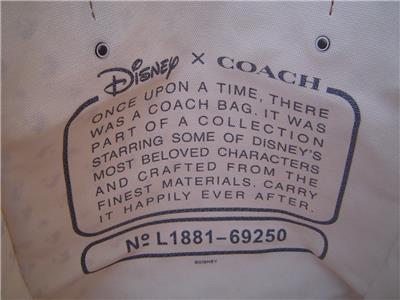 Disney × COACH
ONCE UPON A TIME, THERE
WAS A COACH BAG. IT WAS
PART OF A COLLECTION
STARRING SOME OF DISNEY'S
MOST BELOVED CHARACTERS
AND CRAFTED FROM THE
FINEST MATERIALS. CARRY
IT HAPPILY EVER AFTER.
Nº L1881-69250
©DISNEY